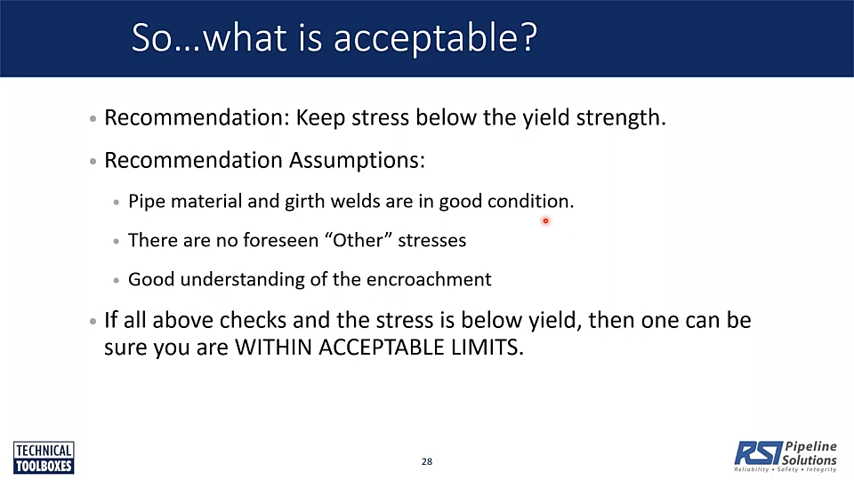 So...what is acceptable?
Recommendation: Keep stress below the yield strength.
Recommendation Assumptions:
Pipe material and girth welds are in good condition.
There are no foreseen “Other” stresses
Good understanding of the encroachment
If all above checks and the stress is below yield, then one can be
sure you are WITHIN ACCEPTABLE LIMITS.
TECHNICAL
TOOLBOXES
28
RSI Pipeline
Solutions
Reliability • Safety • Integrity